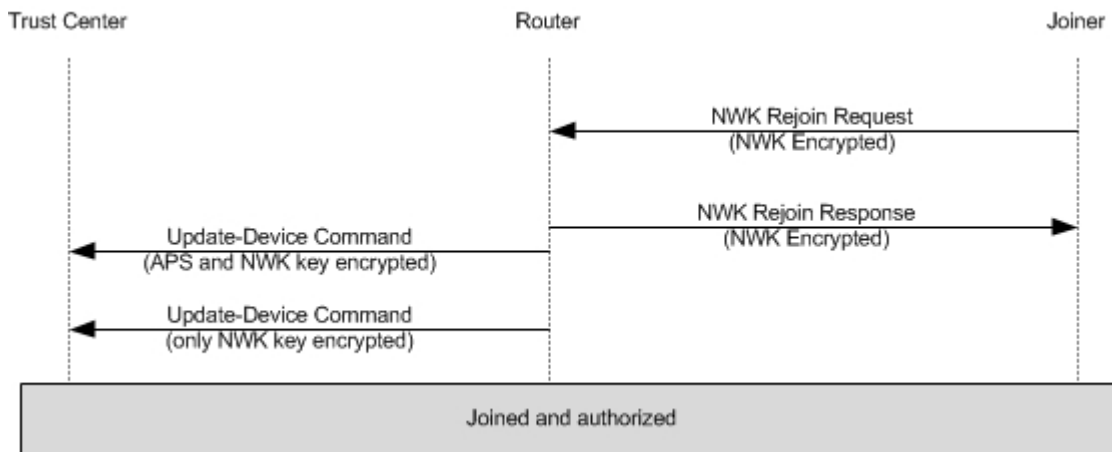 Trust Center
Router
Joiner
NWK Rejoin Request
(NWK Encrypted)
NWK Rejoin Response
(NWK Encrypted)
Update-Device Command
(APS and NWK key encrypted)
Update-Device Command
(only NWK key encrypted)
Joined and authorized